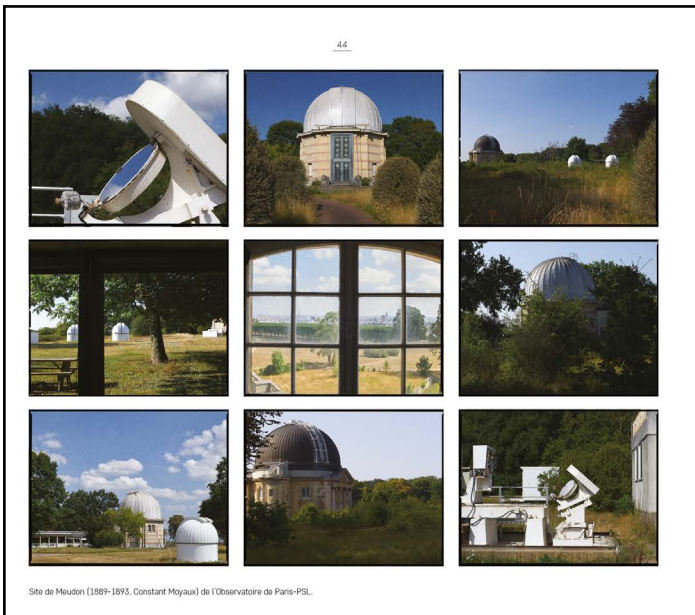 44
Site de Meudon (1889-1893, Constant Moyaux) de l'Observatoire de Paris-PSL.